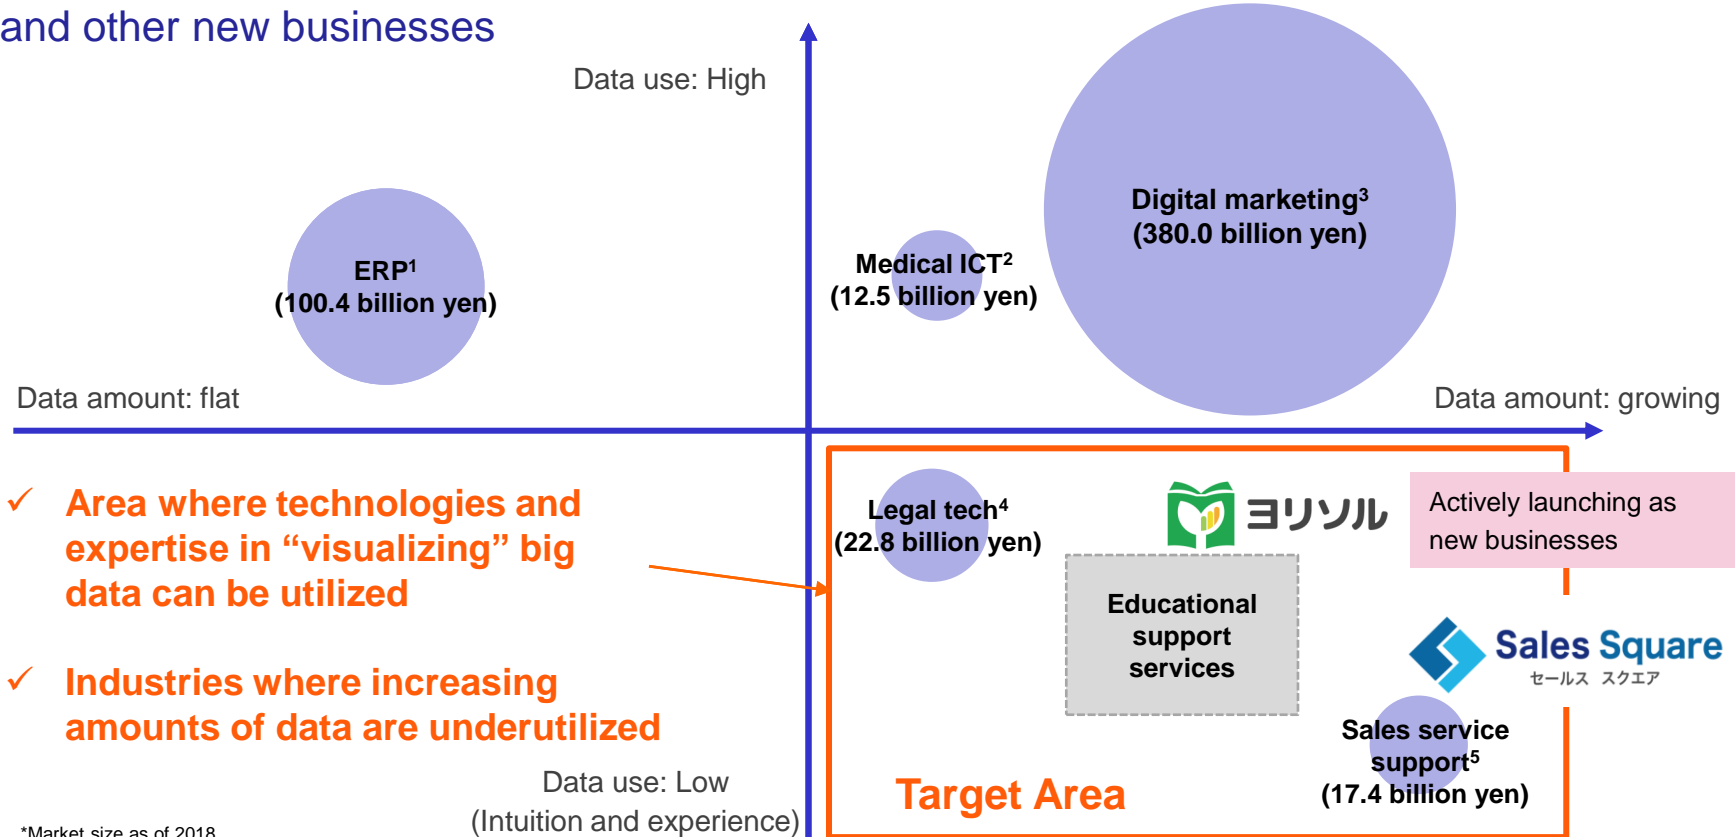 and other new businesses
Data use: High
Digital marketing³
(380.0 billion yen)
ERP¹
(100.4 billion yen)
Medical ICT²
(12.5 billion yen)
Data amount: flat
Data amount: growing
✓ Area where technologies and
expertise in “visualizing” big
data can be utilized
✓ Industries where increasing
amounts of data are underutilized
Legal tech⁴
(22.8 billion yen)
ヨリソル
Actively launching as
new businesses
Educational
support
services
Sales Square
セールス スクエア
Sales service
support⁵
(17.4 billion yen)
Target Area
Data use: Low
(Intuition and experience)
*Market size as of 2018